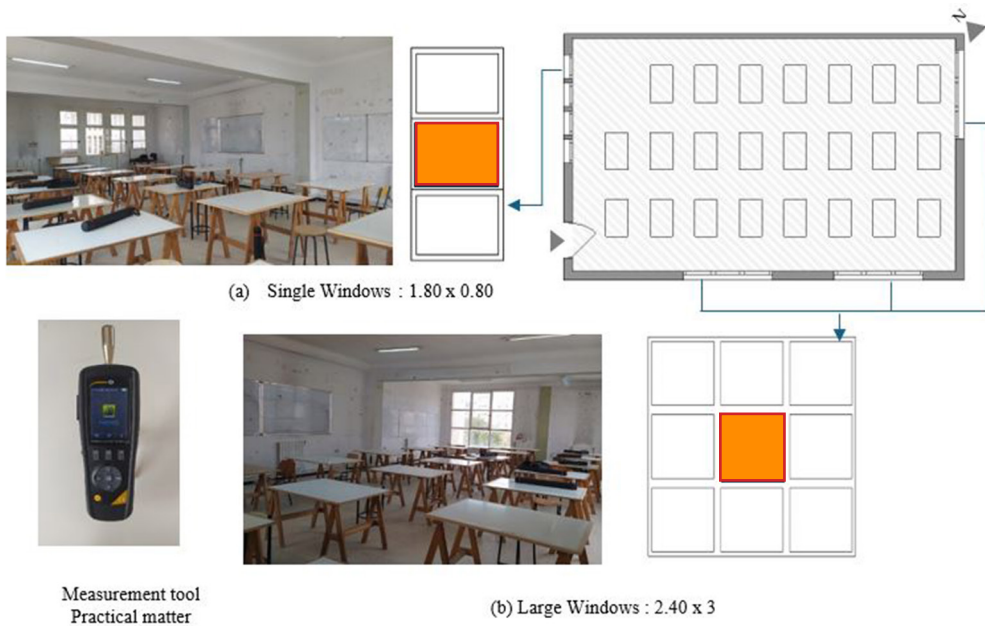 N
(a) Single Windows : 1.80 x 0.80
Measurement tool
Practical matter
(b) Large Windows : 2.40 x 3